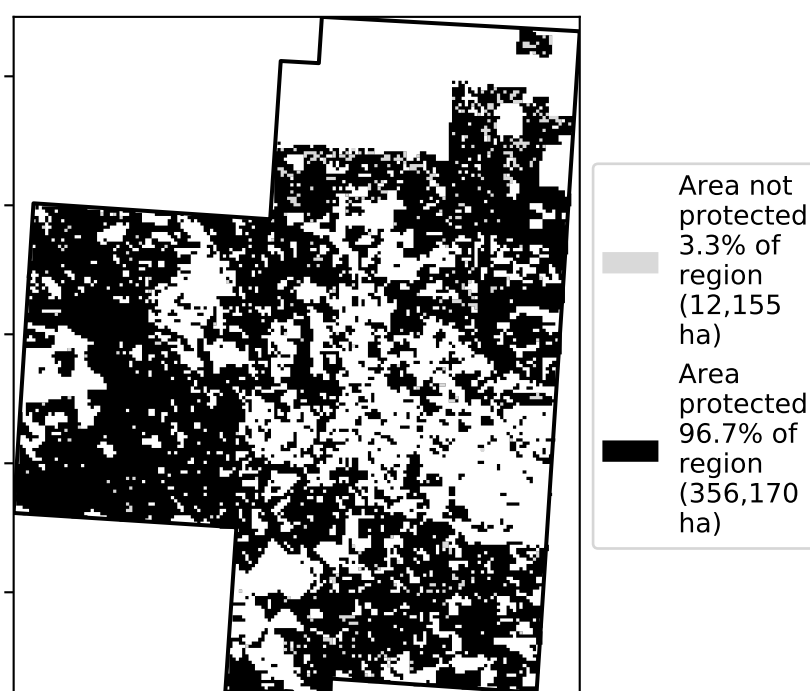 Area not
protected
3.3% of
region
(12,155
ha)
Area
protected
96.7% of
region
(356,170
ha)